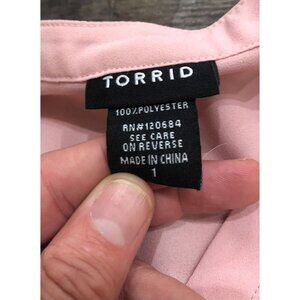 TORRID
100% POLYESTER
RN#120684
SEE CARE
ON REVERSE
MADE IN CHINA
1